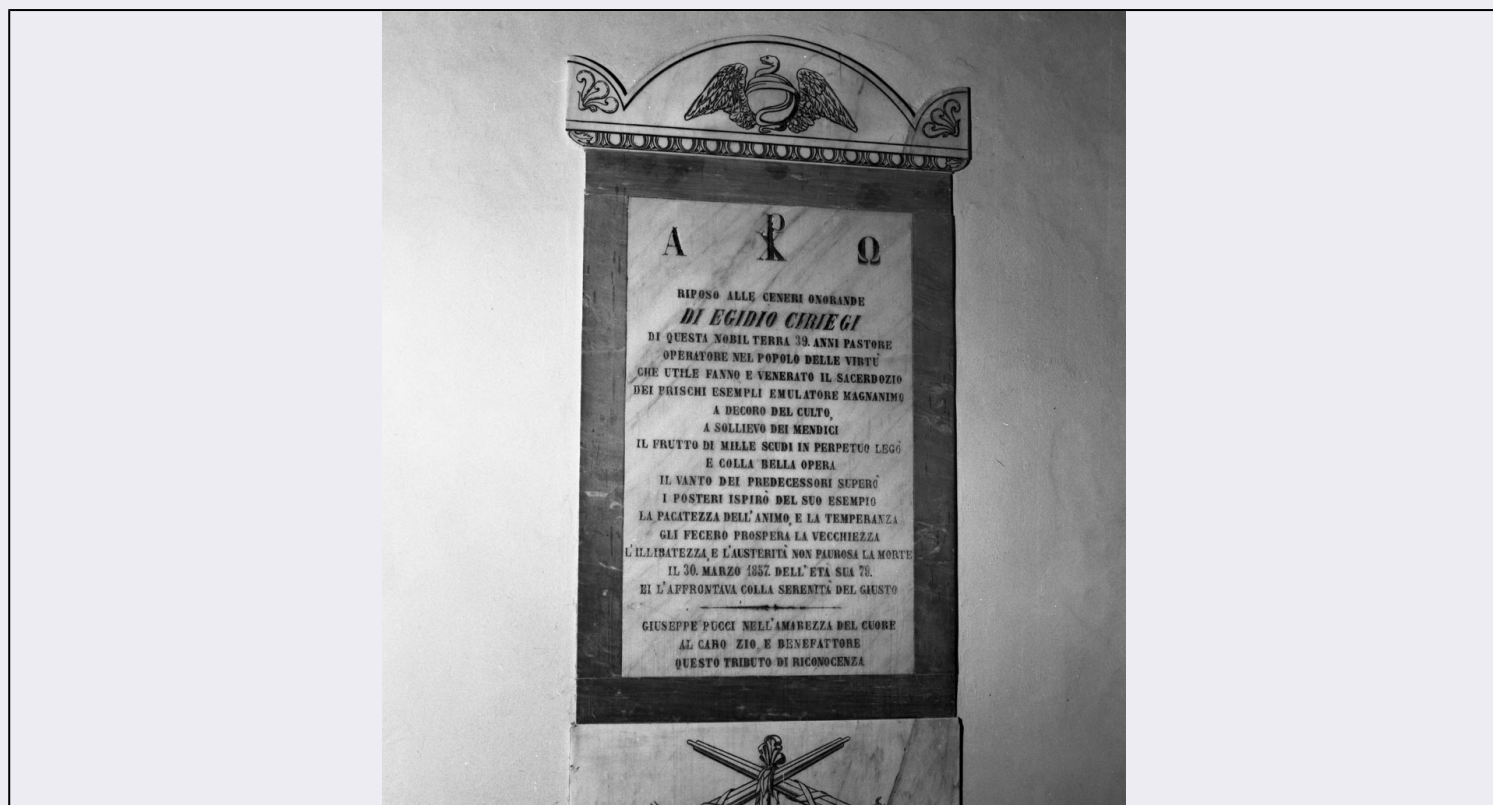 Α ☧ Ω
RIPOSO ALLE CENERI ONORANDE
DI EGIDIO CIRIEGI
DI QUESTA NOBIL TERRA 39. ANNI PASTORE
OPERATORE NEL POPOLO DELLE VIRTÙ
CHE UTILE FANNO E VENERATO IL SACERDOZIO
DEI PRISCHI ESEMPLI EMULATORE MAGNANIMO
A DECORO DEL CULTO,
A SOLLIEVO DEI MENDICI
IL FRUTTO DI MILLE SCUDI IN PERPETUO LEGÒ
E COLLA BELLA OPERA
IL VANTO DEI PREDECESSORI SUPERÒ
I POSTERI ISPIRÒ DEL SUO ESEMPIO
LA PACATEZZA DELL'ANIMO, E LA TEMPERANZA
GLI FECERO PROSPERA LA VECCHIEZZA
L'ILLIBATEZZA, E L'AUSTERITÀ NON PAUROSA LA MORTE
IL 30. MARZO 1857. DELL'ETÀ SUA 78.
EI L'AFFRONTAVA COLLA SERENITÀ DEL GIUSTO
GIUSEPPE PUCCI NELL'AMAREZZA DEL CUORE
AL CARO ZIO, E BENEFATTORE
QUESTO TRIBUTO DI RICONOCENZA